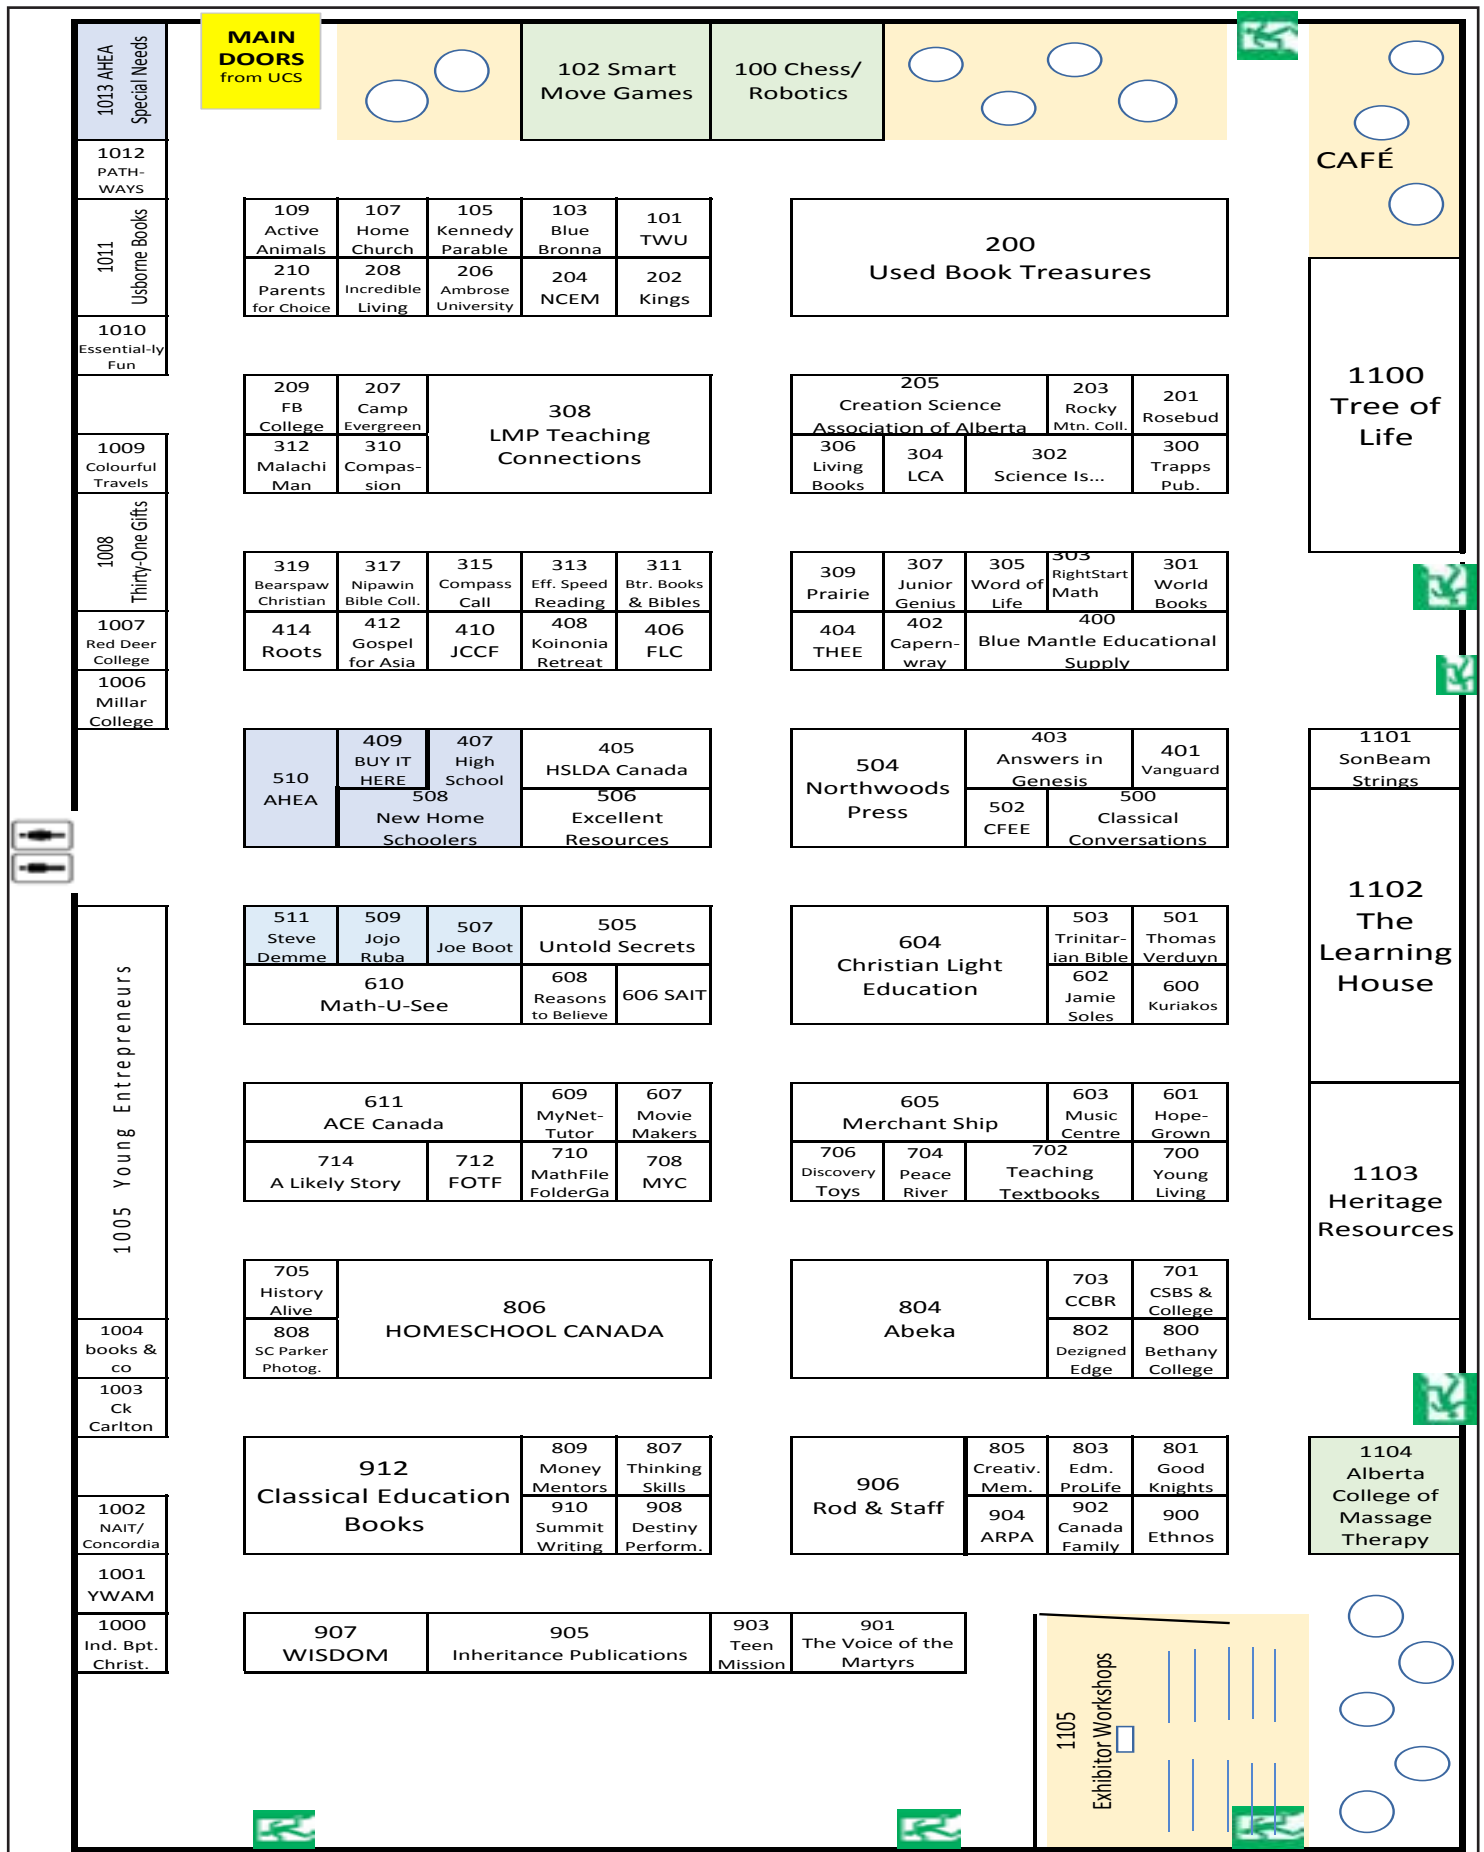 1013 AHEA
Special Needs
MAIN
DOORS
from UCS
102 Smart
Move Games
100 Chess/
Robotics
CAFÉ
1012
PATH-
WAYS
1011
Usborne Books
1010
Essential-ly
Fun
109
Active
Animals
107
Home
Church
105
Kennedy
Parable
103
Blue
Bronna
101
TWU
210
Parents
for Choice
208
Incredible
Living
206
Ambrose
University
204
NCEM
202
Kings
200
Used Book Treasures
1100
Tree of
Life
209
FB
College
207
Camp
Evergreen
308
LMP Teaching
Connections
312
Malachi
Man
310
Compas-
sion
205
Creation Science
Association of Alberta
203
Rocky
Mtn. Coll.
201
Rosebud
306
Living
Books
304
LCA
302
Science Is...
300
Trapps
Pub.
1009
Colourful
Travels
1008
Thirty-One Gifts
1007
Red Deer
College
1006
Millar
College
319
Bearspaw
Christian
317
Nipawin
Bible Coll.
315
Compass
Call
313
Eff. Speed
Reading
311
Btr. Books
& Bibles
414
Roots
412
Gospel
for Asia
410
JCCF
408
Koinonia
Retreat
406
FLC
309
Prairie
307
Junior
Genius
305
Word of
Life
303
RightStart
Math
301
World
Books
404
THEE
402
Capern-
wray
400
Blue Mantle Educational
Supply
510
AHEA
409
BUY IT
HERE
407
High
School
405
HSLDA Canada
508
New Home
Schoolers
506
Excellent
Resources
504
Northwoods
Press
403
Answers in
Genesis
401
Vanguard
502
CFEE
500
Classical
Conversations
1101
SonBeam
Strings
1102
The
Learning
House
1005 Young Entrepreneurs
511
Steve
Demme
509
Jojo
Ruba
507
Joe Boot
505
Untold Secrets
610
Math-U-See
608
Reasons
to Believe
606 SAIT
604
Christian Light
Education
503
Trinitar-
ian Bible
501
Thomas
Verduyn
602
Jamie
Soles
600
Kuriakos
611
ACE Canada
609
MyNet-
Tutor
607
Movie
Makers
714
A Likely Story
712
FOTF
710
MathFile
FolderGa
708
MYC
605
Merchant Ship
603
Music
Centre
601
Hope-
Grown
706
Discovery
Toys
704
Peace
River
702
Teaching
Textbooks
700
Young
Living
1103
Heritage
Resources
705
History
Alive
808
SC Parker
Photog.
806
HOMESCHOOL CANADA
804
Abeka
703
CCBR
701
CSBS &
College
802
Dezigned
Edge
800
Bethany
College
1004
books &
co
1003
Ck
Carlton
912
Classical Education
Books
809
Money
Mentors
807
Thinking
Skills
910
Summit
Writing
908
Destiny
Perform.
906
Rod & Staff
805
Creativ.
Mem.
803
Edm.
ProLife
801
Good
Knights
904
ARPA
902
Canada
Family
900
Ethnos
1104
Alberta
College of
Massage
Therapy
1002
NAIT/
Concordia
1001
YWAM
1000
Ind. Bpt.
Christ.
907
WISDOM
905
Inheritance Publications
903
Teen
Mission
901
The Voice of the
Martyrs
1105
Exhibitor Workshops